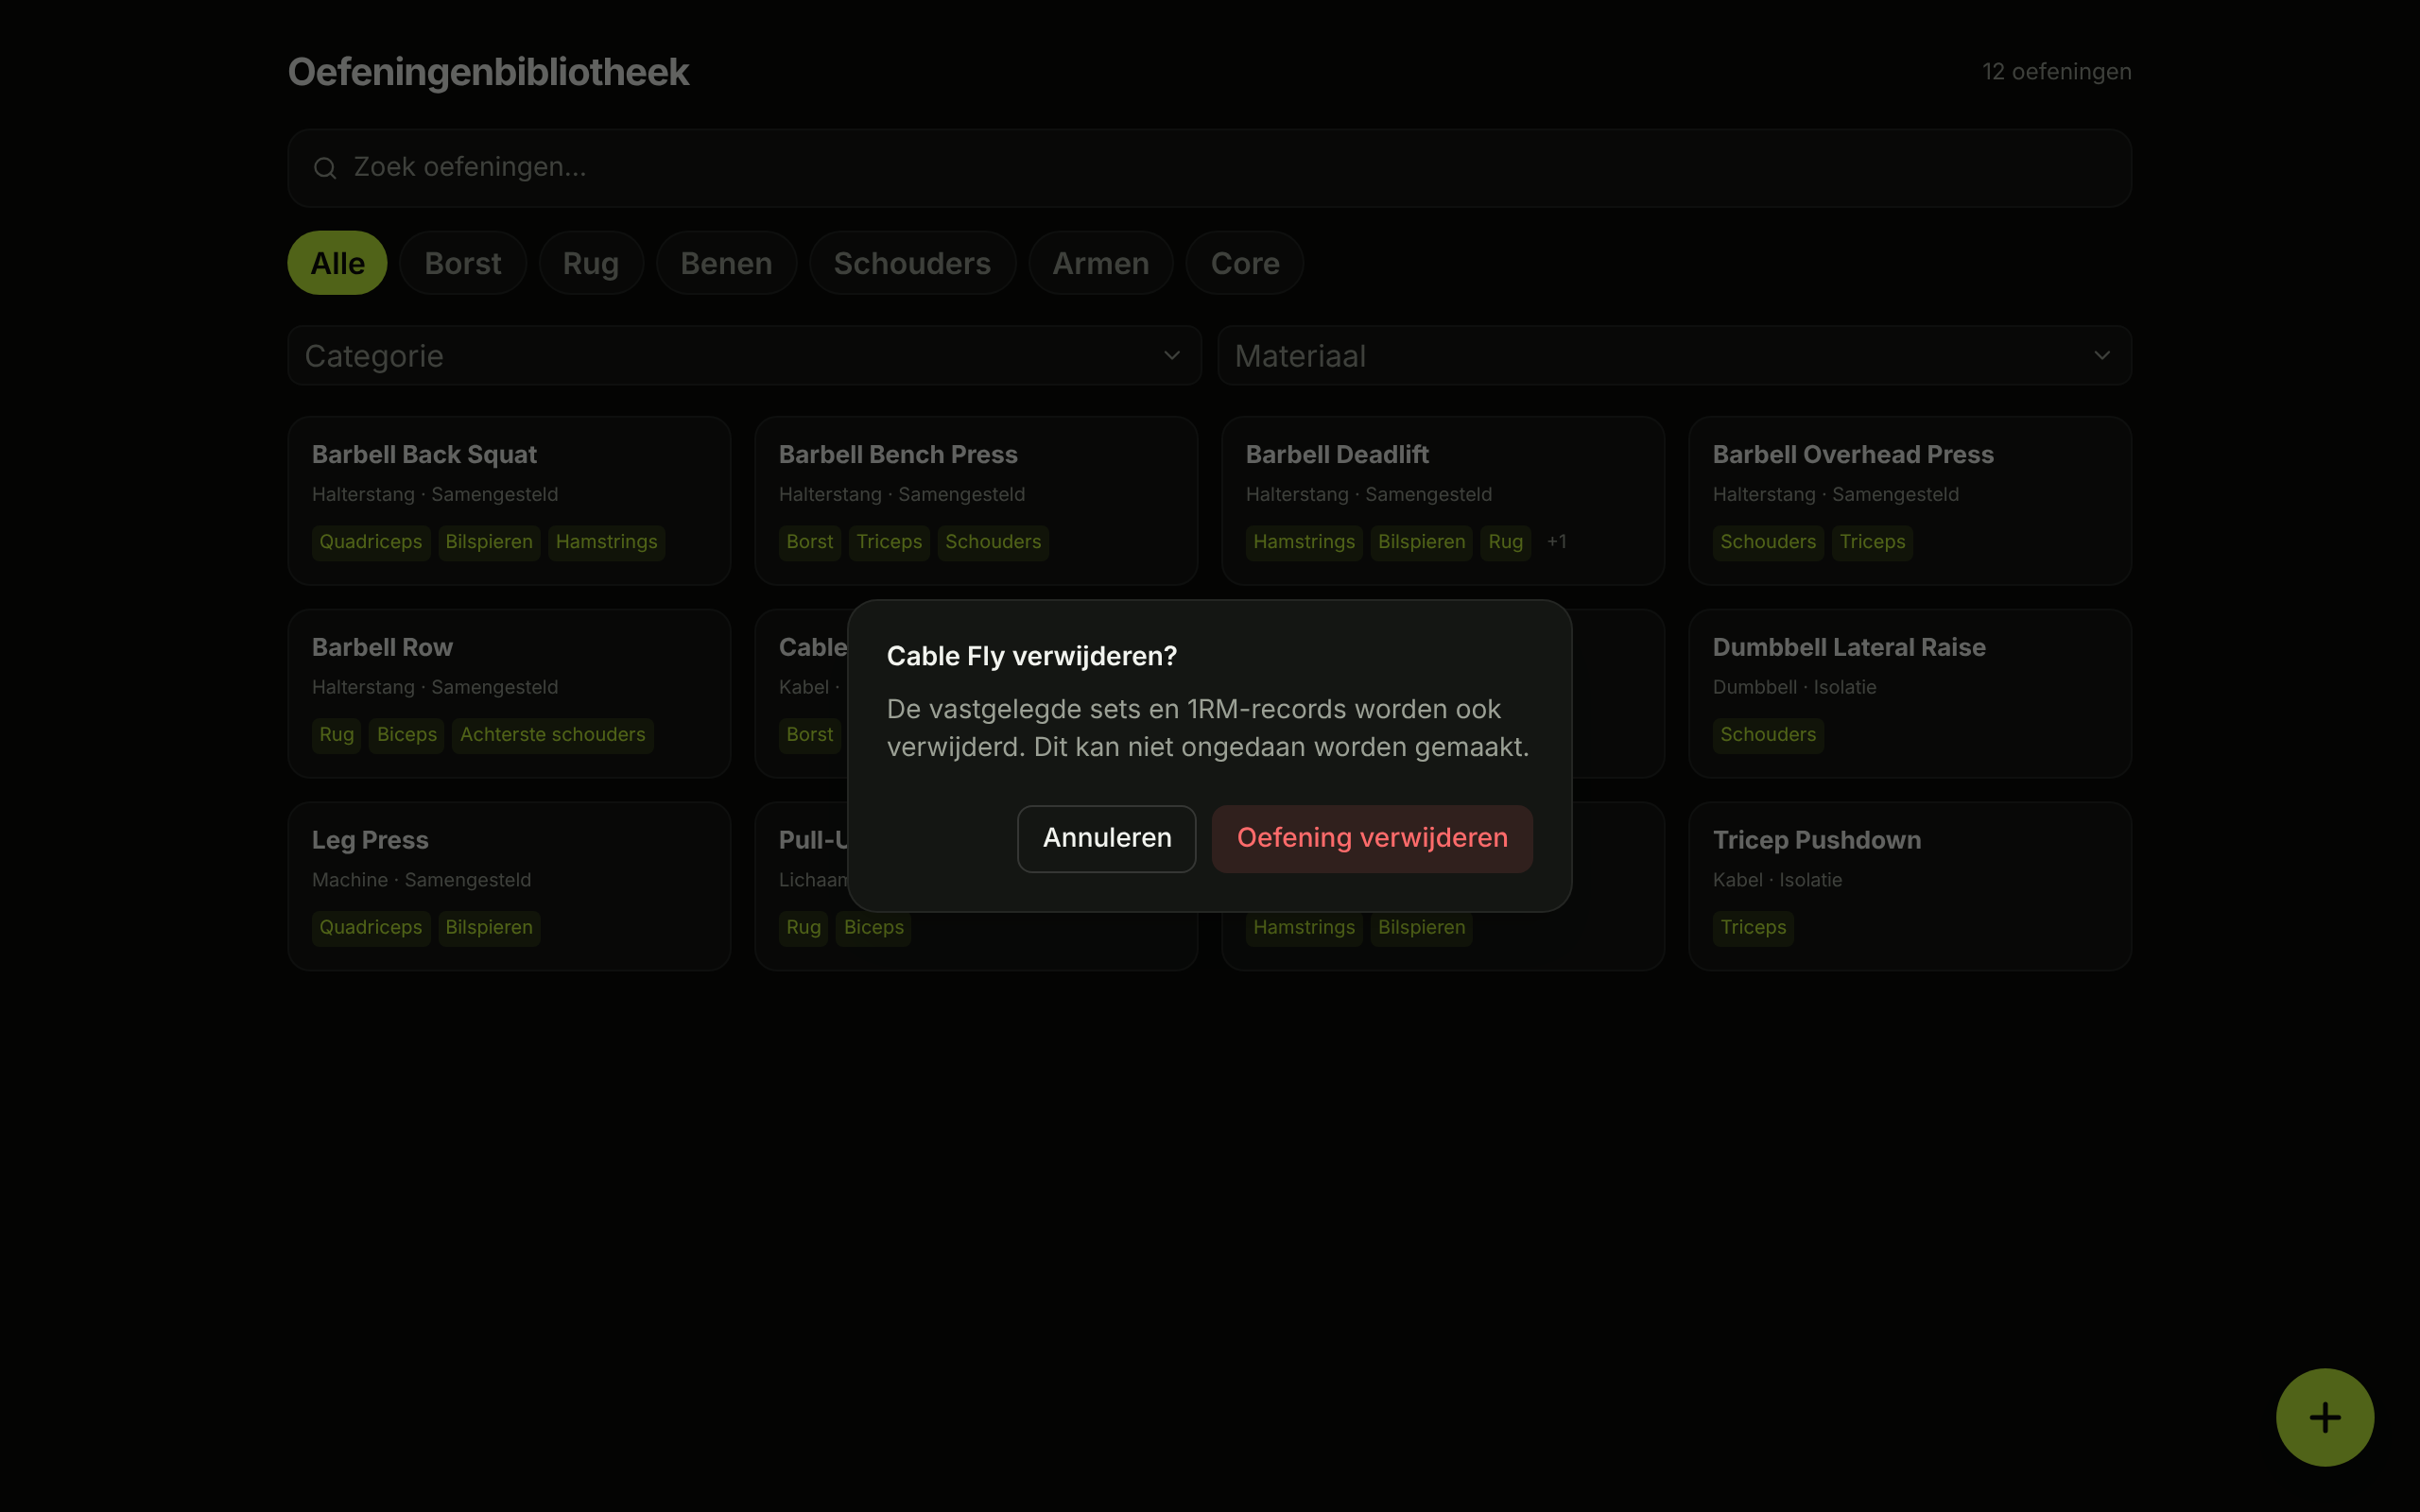 Oefeningenbibliotheek
12 oefeningen
Zoek oefeningen...
Alle
Borst
Rug
Benen
Schouders
Armen
Core
Categorie
Materiaal
Barbell Back Squat
Halterstang · Samengesteld
Quadriceps Bilspieren Hamstrings
Barbell Bench Press
Halterstang · Samengesteld
Borst Triceps Schouders
Barbell Deadlift
Halterstang · Samengesteld
Hamstrings Bilspieren Rug +1
Barbell Overhead Press
Halterstang · Samengesteld
Schouders Triceps
Barbell Row
Halterstang · Samengesteld
Rug Biceps Achterste schouders
Cable
Kabel ·
Borst
Dumbbell Lateral Raise
Dumbbell · Isolatie
Schouders
Cable Fly verwijderen?
De vastgelegde sets en 1RM-records worden ook
verwijderd. Dit kan niet ongedaan worden gemaakt.
Annuleren
Oefening verwijderen
Leg Press
Machine · Samengesteld
Quadriceps Bilspieren
Rug Biceps
Hamstrings Bilspieren
Tricep Pushdown
Kabel · Isolatie
Triceps